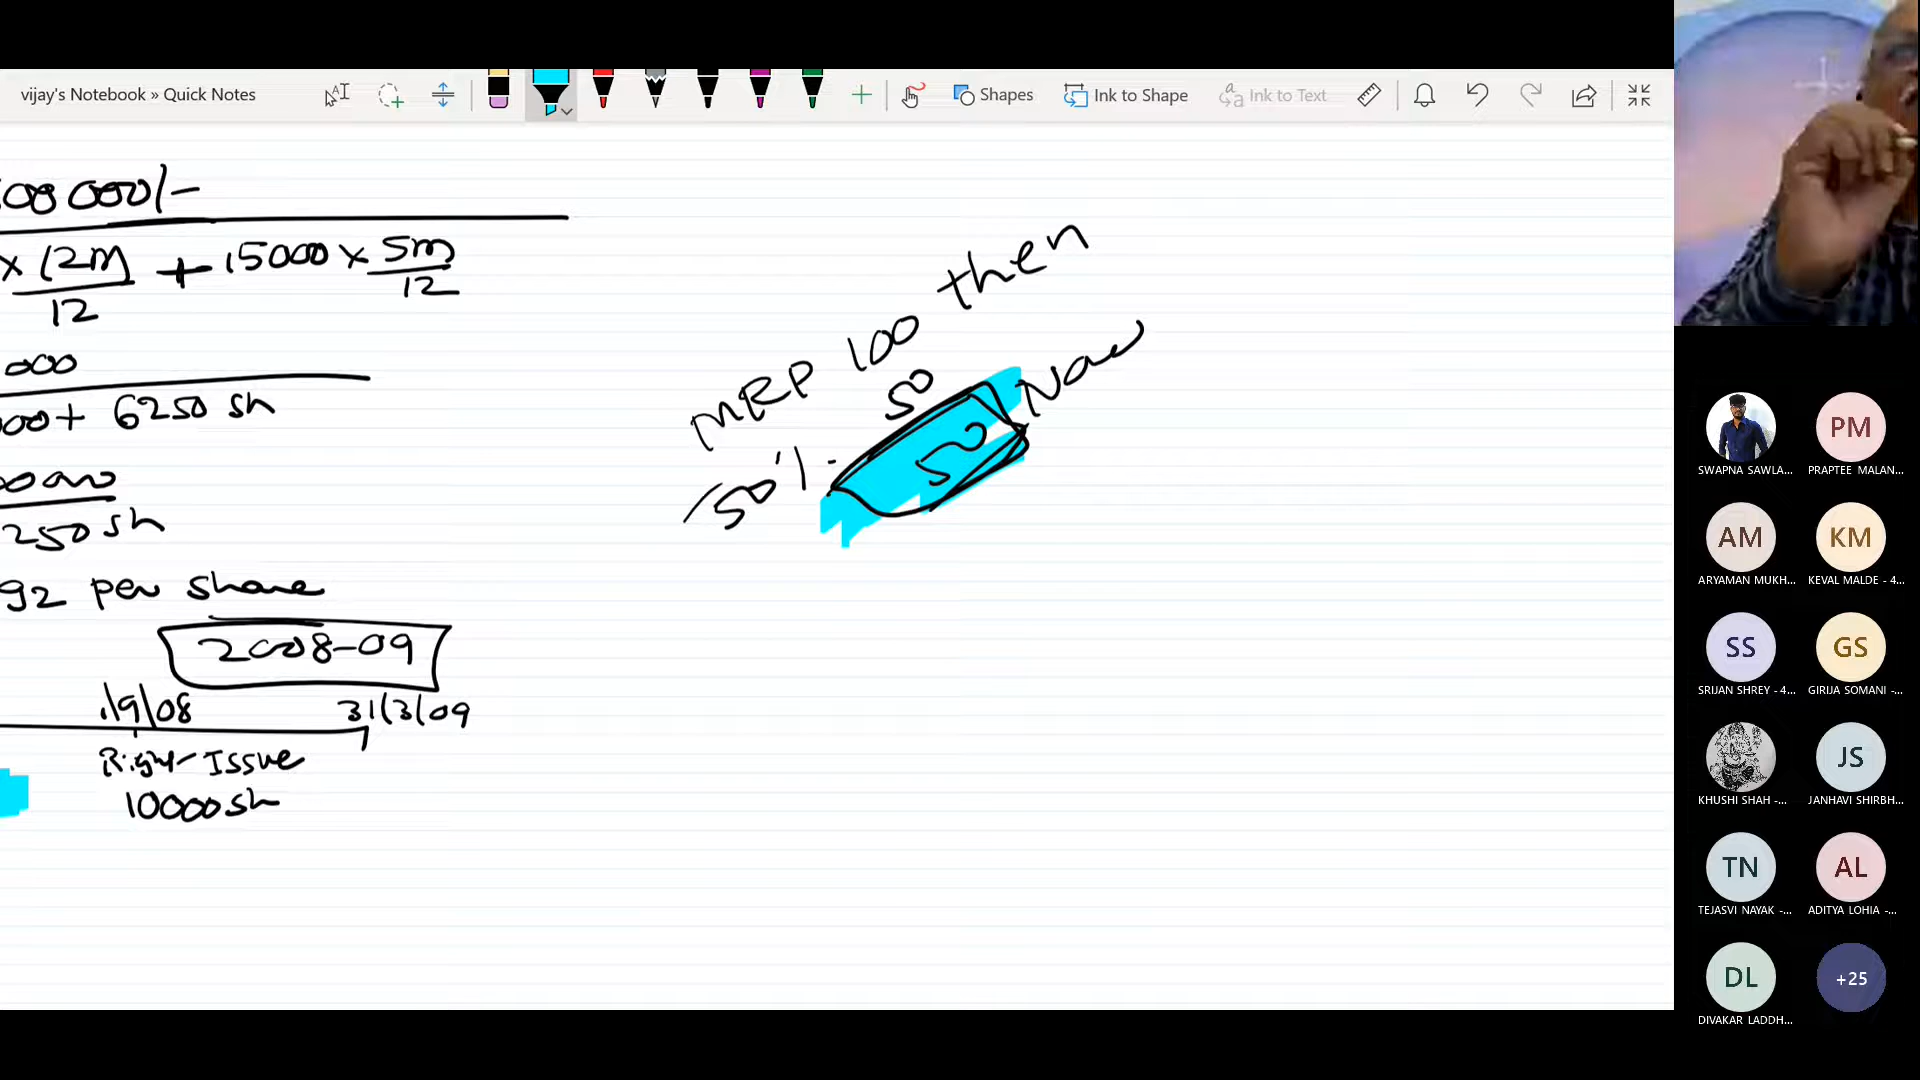 vijay's Notebook » Quick Notes
Shapes
Ink to Shape
Ink to Text
08 000/-
x 12m/12 + 15000 x 5m/12
000
000+ 6250 sh
000
250 sh
92 per share
2008-09
1/9/08 31/3/09
Right Issue
10000 sh
MRP 100 then
50
50%. 50 Now
SWAPNA SAWLA...
PM
PRAPTEE MALAN...
AM
ARYAMAN MUKH...
KM
KEVAL MALDE - 4...
SS
SRIJAN SHREY - 4...
GS
GIRIJA SOMANI -...
KHUSHI SHAH -...
JS
JANHAVI SHIRBH...
TN
TEJASVI NAYAK -...
AL
ADITYA LOHIA -...
DL
DIVAKAR LADDH...
+25